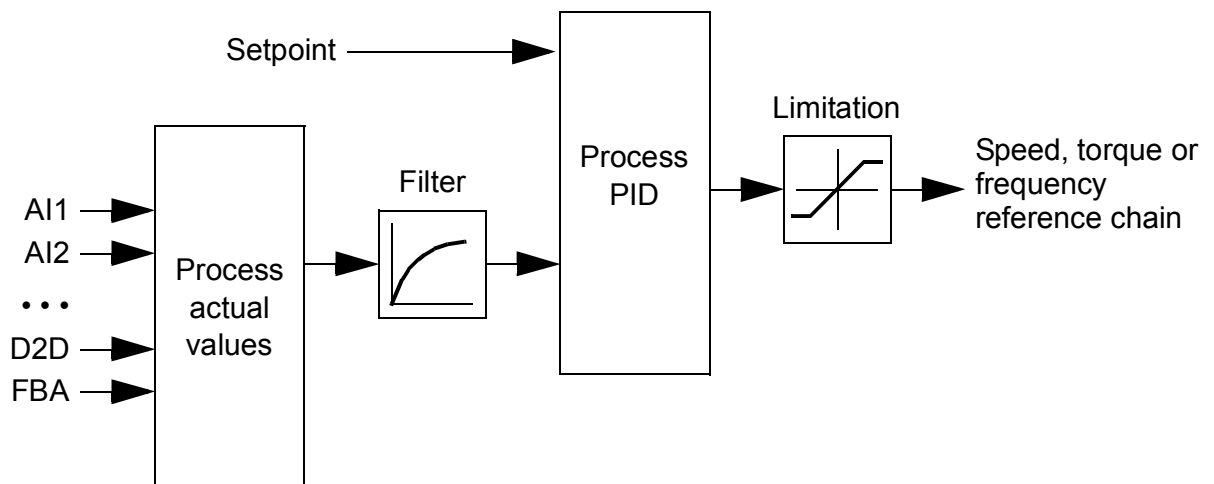 Setpoint
AI1
AI2
• • •
D2D
FBA
Process
actual
values
Filter
Process
PID
Limitation
Speed, torque or
frequency
reference chain